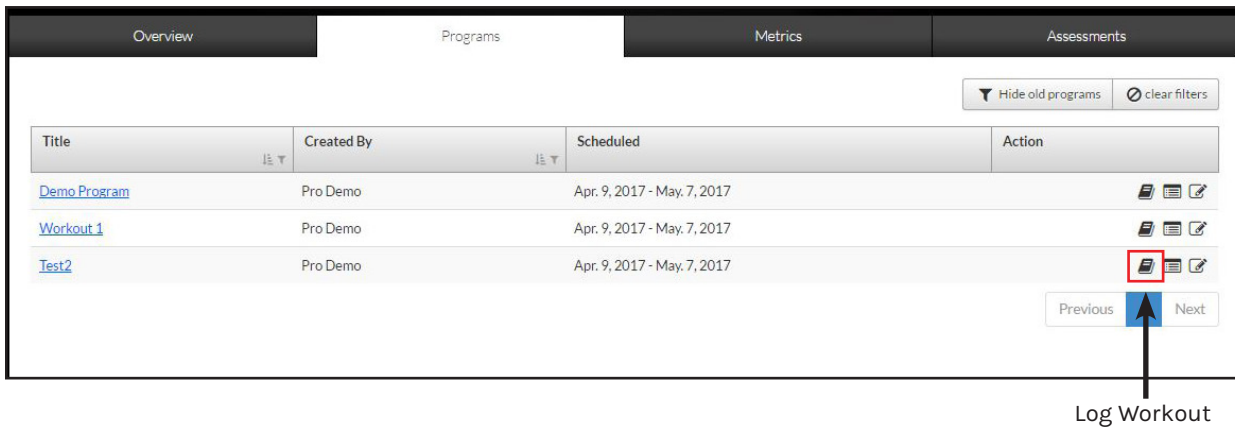 Overview Programs Metrics Assessments
Hide old programs clear filters
Title Created By Scheduled Action
Demo Program Pro Demo Apr. 9, 2017 - May. 7, 2017
Workout 1 Pro Demo Apr. 9, 2017 - May. 7, 2017
Test2 Pro Demo Apr. 9, 2017 - May. 7, 2017
Previous Next
Log Workout